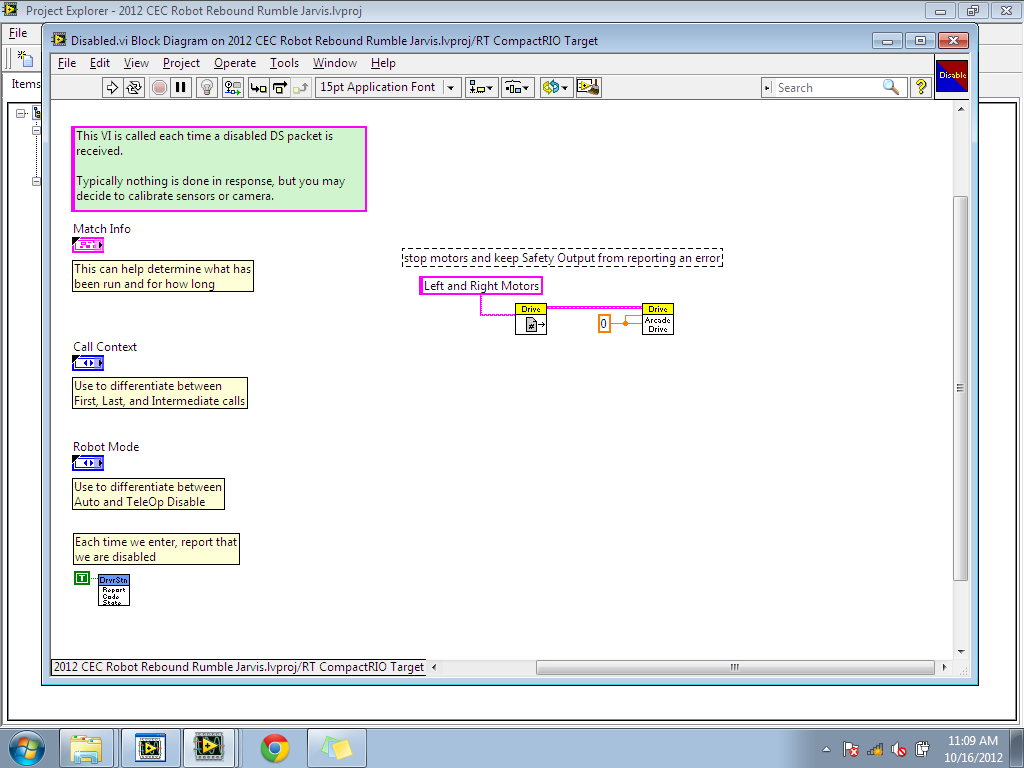 Project Explorer - 2012 CEC Robot Rebound Rumble Jarvis.lvproj
File
Items
Disabled.vi Block Diagram on 2012 CEC Robot Rebound Rumble Jarvis.lvproj/RT CompactRIO Target
File Edit View Project Operate Tools Window Help
15pt Application Font
Search
?
Disable
This VI is called each time a disabled DS packet is
received.
Typically nothing is done in response, but you may
decide to calibrate sensors or camera.
Match Info
This can help determine what has
been run and for how long
stop motors and keep Safety Output from reporting an error
Left and Right Motors
Drive
#
0
Drive
Arcade
Drive
Call Context
Use to differentiate between
First, Last, and Intermediate calls
Robot Mode
Use to differentiate between
Auto and TeleOp Disable
Each time we enter, report that
we are disabled
T
DrvrStn
Report
Code
State
2012 CEC Robot Rebound Rumble Jarvis.lvproj/RT CompactRIO Target
11:09 AM
10/16/2012